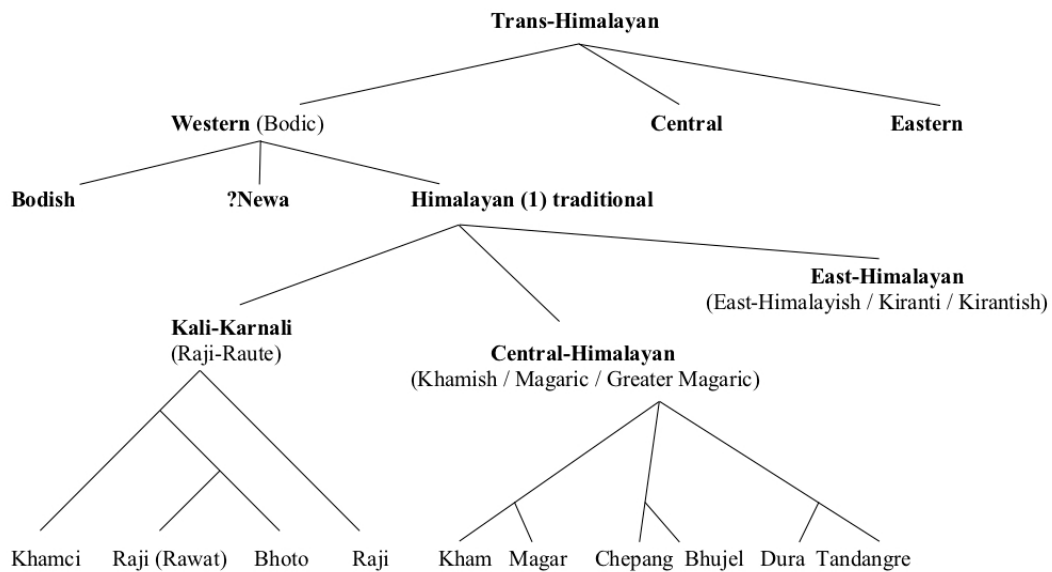 Trans-Himalayan
Western (Bodic)
Central
Eastern
Bodish
?Newa
Himalayan (1) traditional
East-Himalayan
(East-Himalayish / Kiranti / Kirantish)
Kali-Karnali
(Raji-Raute)
Central-Himalayan
(Khamish / Magaric / Greater Magaric)
Khamci
Raji (Rawat)
Bhoto
Raji
Kham
Magar
Chepang
Bhujel
Dura
Tandangre